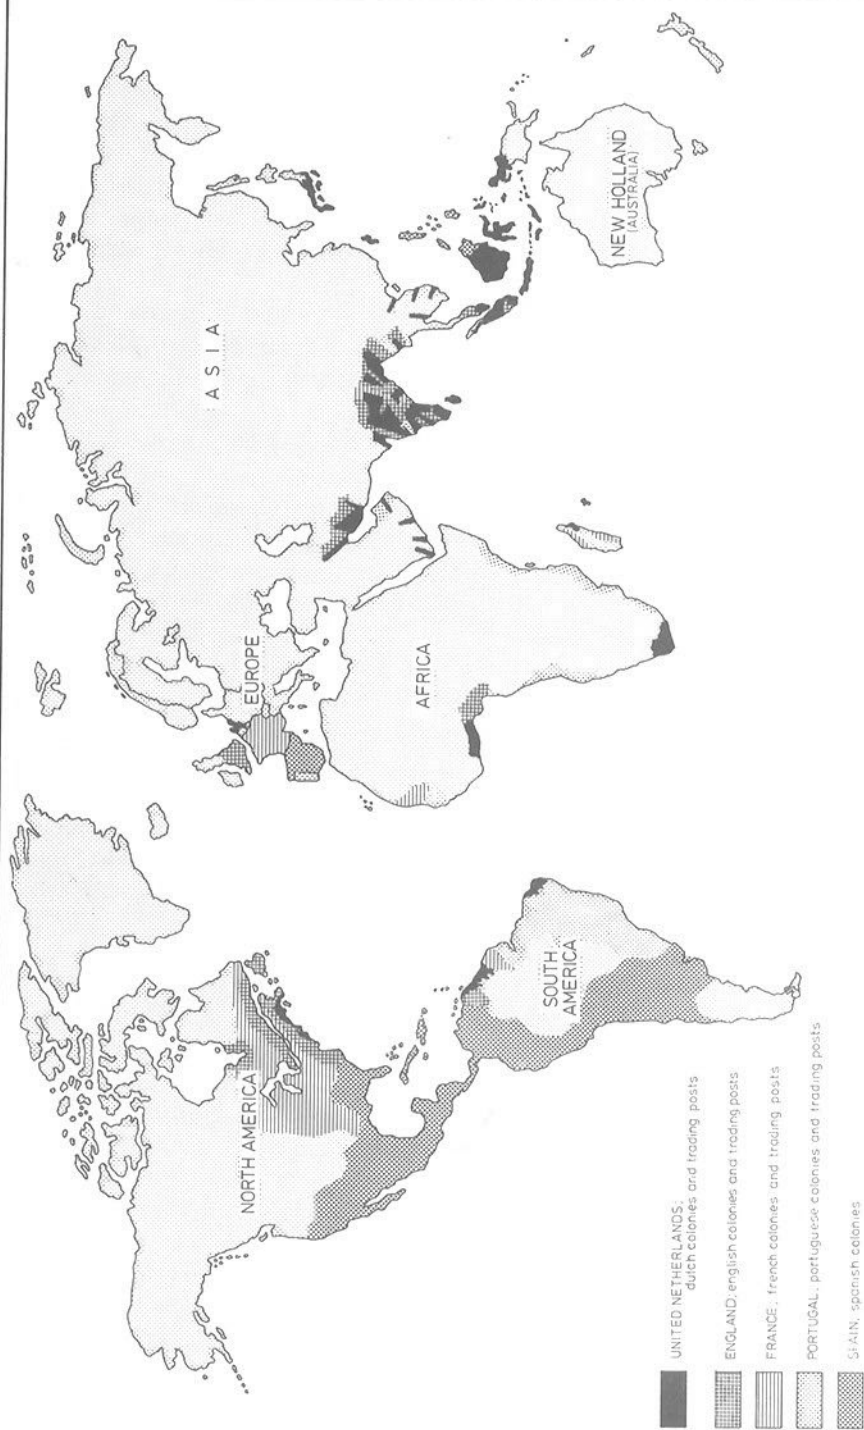 NORTH AMERICA
SOUTH
AMERICA
EUROPE
AFRICA
ASIA
NEW HOLLAND
(AUSTRALIA)
UNITED NETHERLANDS;
dutch colonies and trading posts
ENGLAND; english colonies and trading posts
FRANCE; french colonies and trading posts
PORTUGAL; portuguese colonies and trading posts
SPAIN; spanish colonies